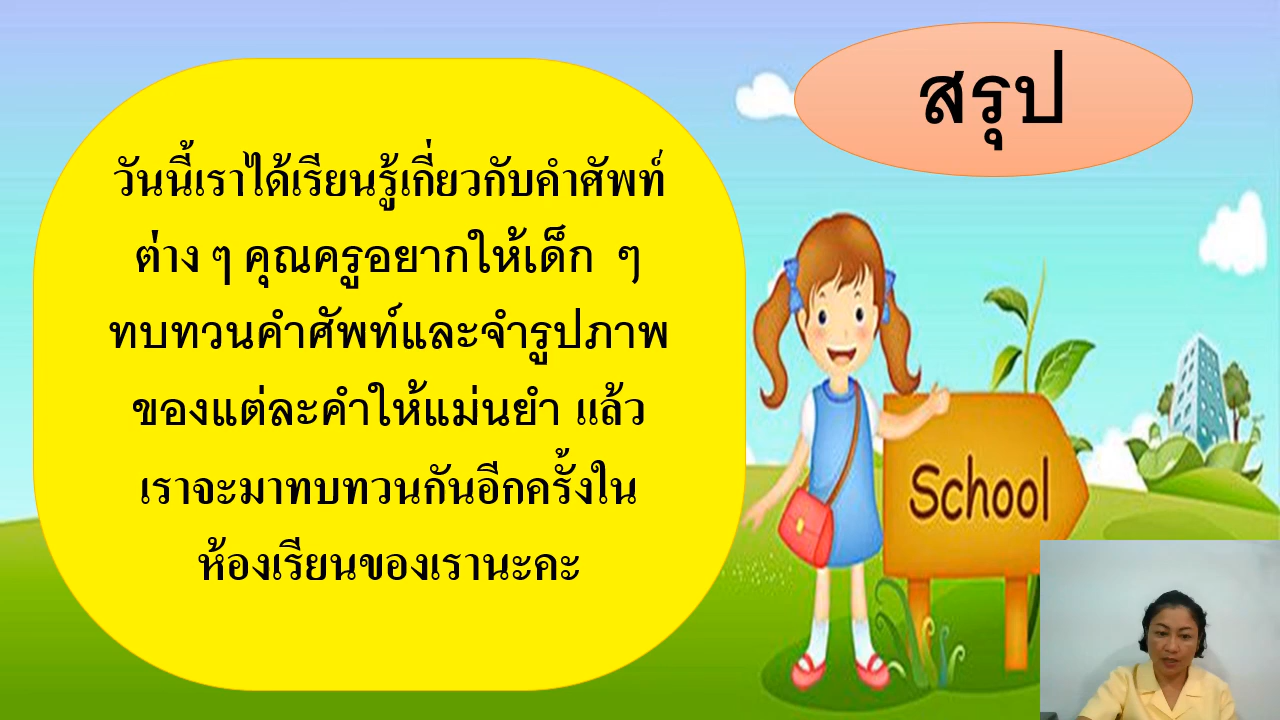 สรุป
วันนี้เราได้เรียนรู้เกี่ยวกับคำศัพท์
ต่าง ๆ คุณครูอยากให้เด็ก ๆ
ทบทวนคำศัพท์และจำรูปภาพ
ของแต่ละคำให้แม่นยำ แล้ว
เราจะมาทบทวนกันอีกครั้งใน
ห้องเรียนของเรานะคะ
School